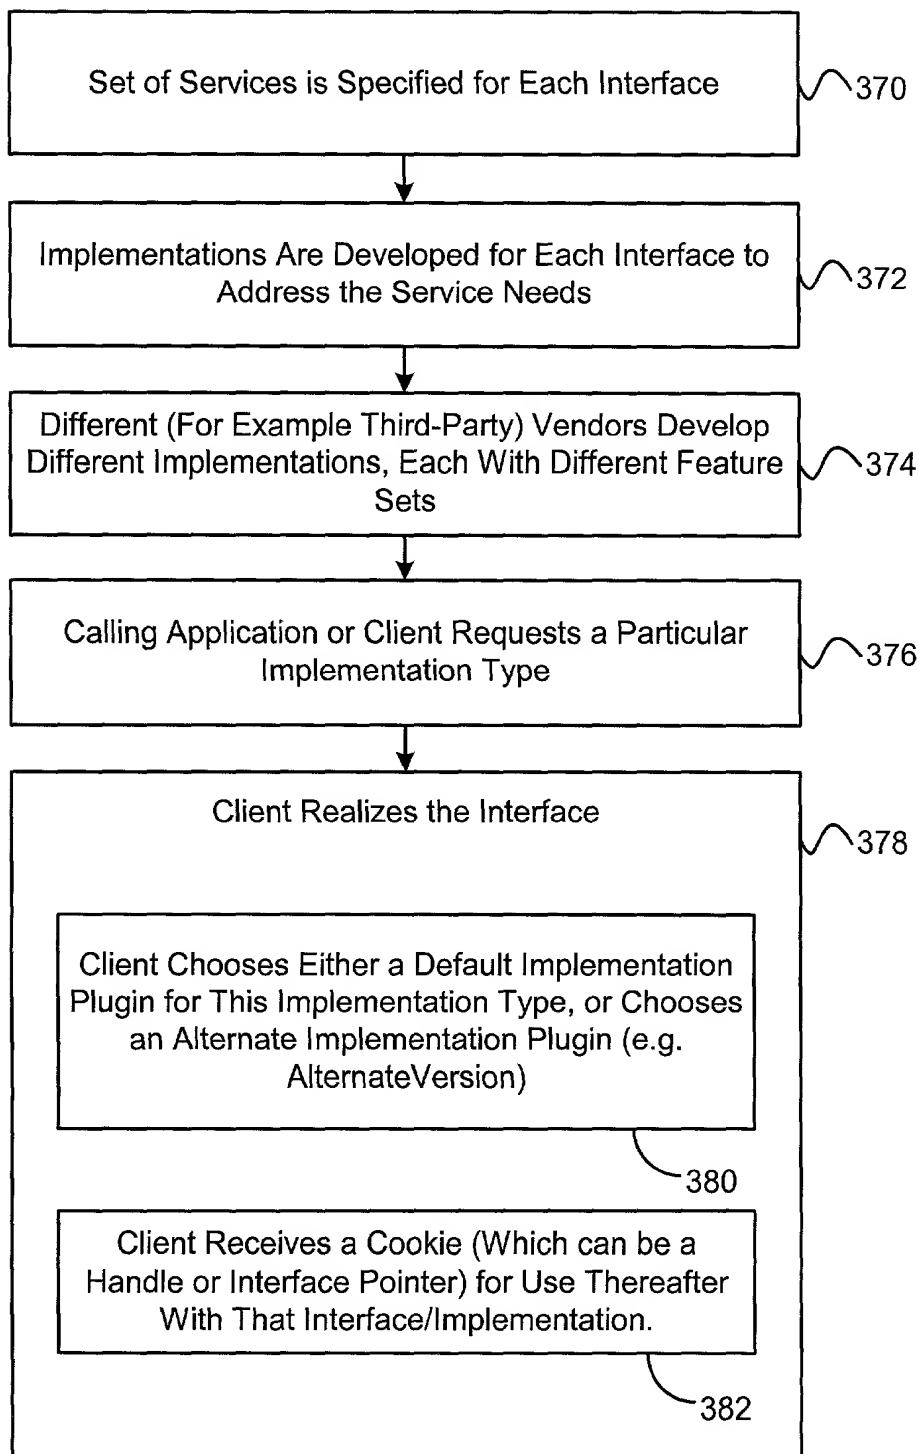 Set of Services is Specified for Each Interface
370
Implementations Are Developed for Each Interface to
Address the Service Needs
372
Different (For Example Third-Party) Vendors Develop
Different Implementations, Each With Different Feature
Sets
374
Calling Application or Client Requests a Particular
Implementation Type
376
Client Realizes the Interface
378
Client Chooses Either a Default Implementation
Plugin for This Implementation Type, or Chooses
an Alternate Implementation Plugin (e.g.
AlternateVersion)
380
Client Receives a Cookie (Which can be a
Handle or Interface Pointer) for Use Thereafter
With That Interface/Implementation.
382